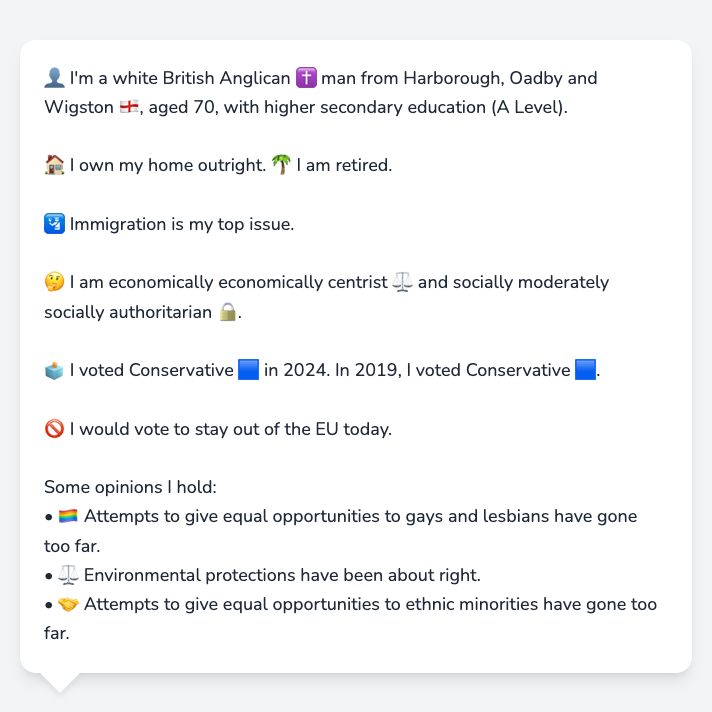 👤 I'm a white British Anglican ✝️ man from Harborough, Oadby and
Wigston 🏴󠁧󠁢󠁥󠁮󠁧󠁿, aged 70, with higher secondary education (A Level).
🏠 I own my home outright. 🌴 I am retired.
🛂 Immigration is my top issue.
🤔 I am economically economically centrist ⚖️ and socially moderately
socially authoritarian 🔒.
🗳️ I voted Conservative 🟦 in 2024. In 2019, I voted Conservative 🟦.
🚫 I would vote to stay out of the EU today.
Some opinions I hold:
• 🏳️‍🌈 Attempts to give equal opportunities to gays and lesbians have gone
too far.
• ⚖️ Environmental protections have been about right.
• 🤝 Attempts to give equal opportunities to ethnic minorities have gone too
far.